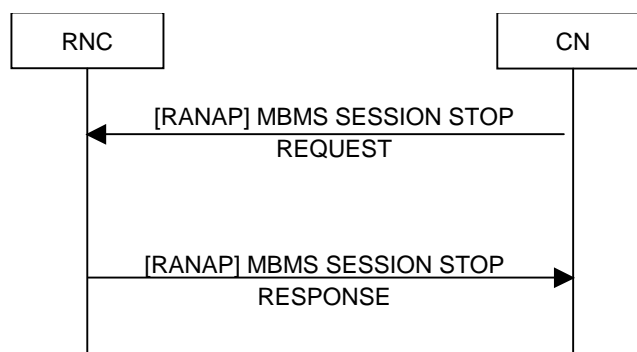 RNC
CN
[RANAP] MBMS SESSION STOP
REQUEST
[RANAP] MBMS SESSION STOP
RESPONSE